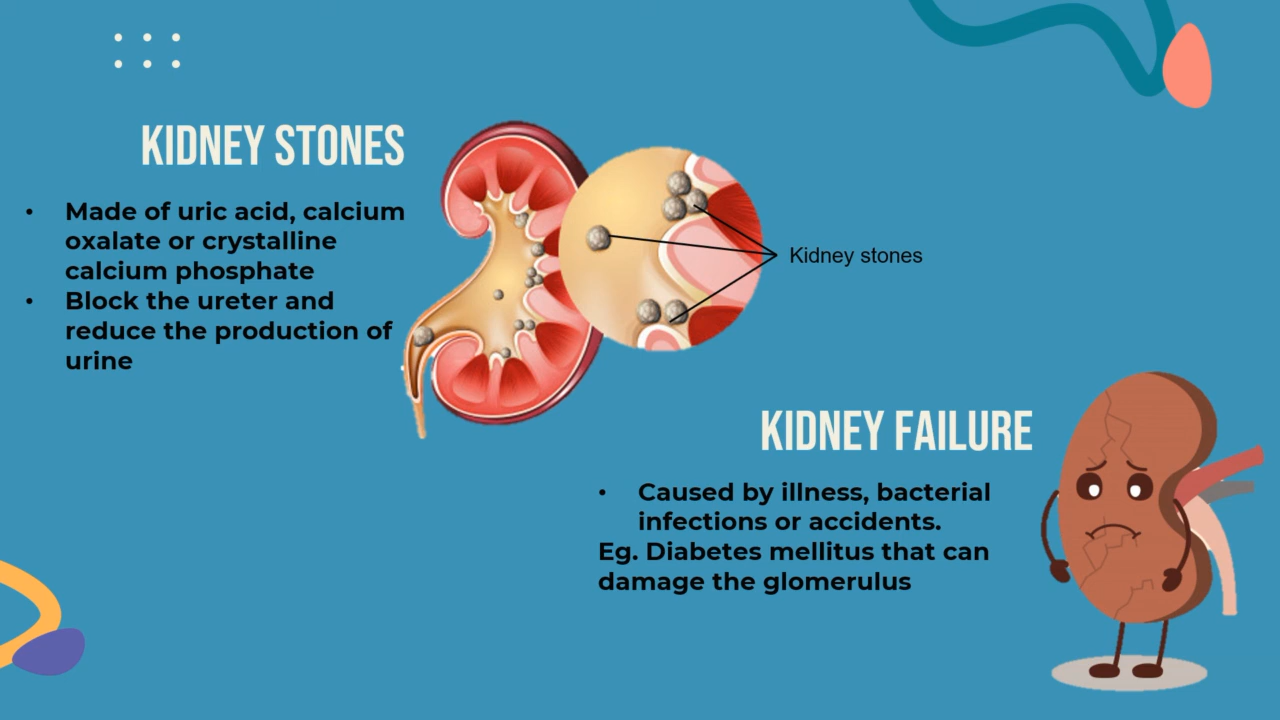 KIDNEY STONES
• Made of uric acid, calcium
oxalate or crystalline
calcium phosphate
• Block the ureter and
reduce the production of
urine
Kidney stones
KIDNEY FAILURE
• Caused by illness, bacterial
infections or accidents.
Eg. Diabetes mellitus that can
damage the glomerulus